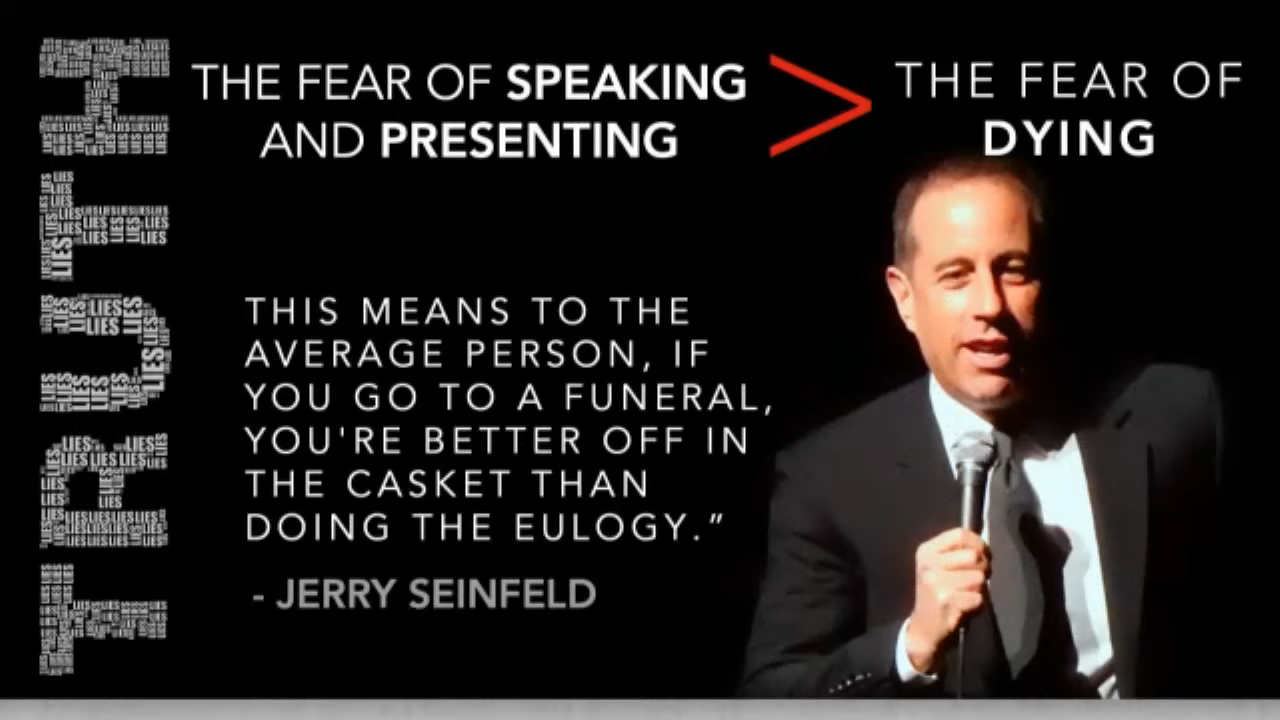 TRUTH
THE FEAR OF SPEAKING
AND PRESENTING
>
THE FEAR OF
DYING
THIS MEANS TO THE
AVERAGE PERSON, IF
YOU GO TO A FUNERAL,
YOU'RE BETTER OFF IN
THE CASKET THAN
DOING THE EULOGY.”
- JERRY SEINFELD